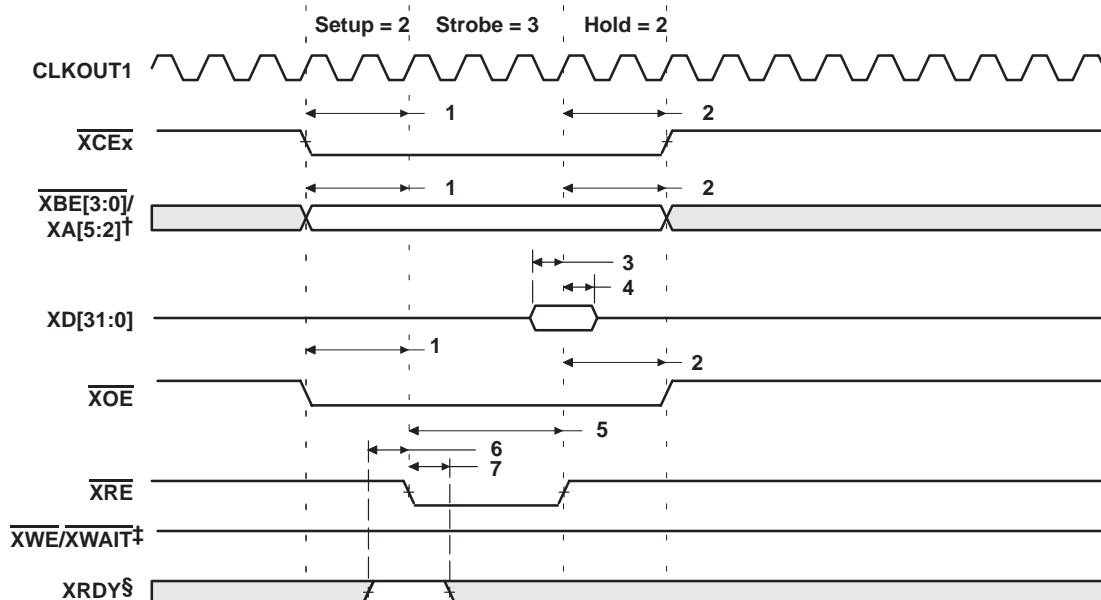 Setup = 2 Strobe = 3 Hold = 2
CLKOUT1
1 2
XCEx
1 2
XBE[3:0]/
XA[5:2]†
3
4
XD[31:0]
1
2
XOE
5
6
7
XRE
XWE/XWAIT‡
XRDY§